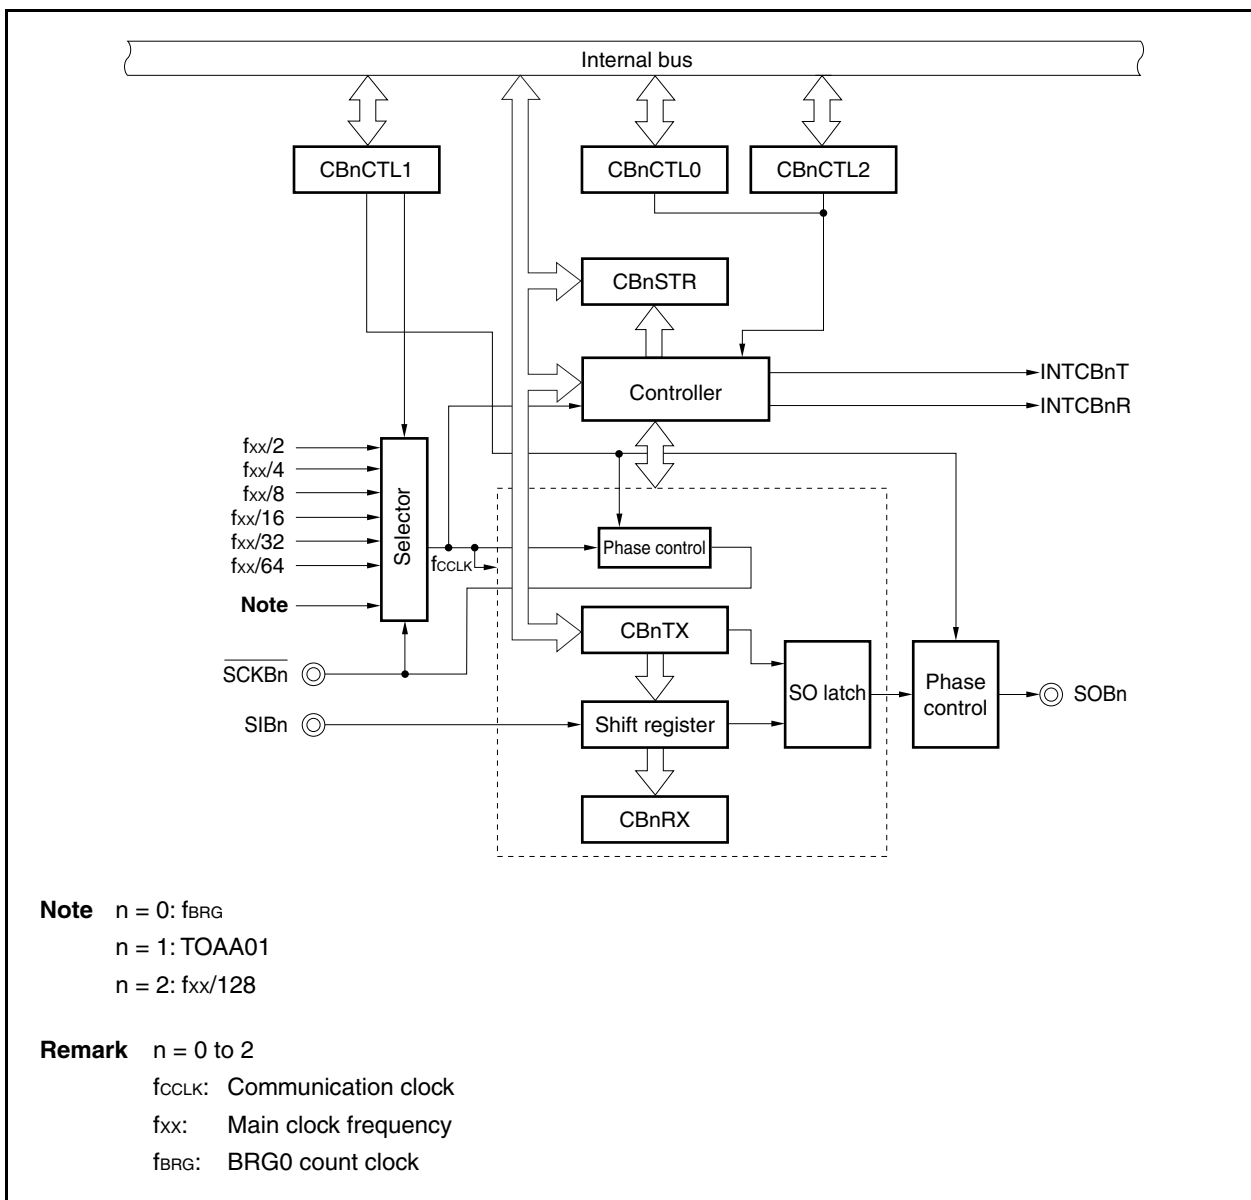 Internal bus
CBnCTL1
CBnCTL0
CBnCTL2
CBnSTR
Controller
INTCBnT
INTCBnR
fxx/2
fxx/4
fxx/8
fxx/16
fxx/32
fxx/64
Note
Selector
fCCLK
Phase control
CBnTX
SCKBn
SO latch
Phase
control
SOBn
SIBn
Shift register
CBnRX
Note n = 0: fBRG
n = 1: TOAA01
n = 2: fxx/128
Remark n = 0 to 2
fCCLK: Communication clock
fxx: Main clock frequency
fBRG: BRG0 count clock